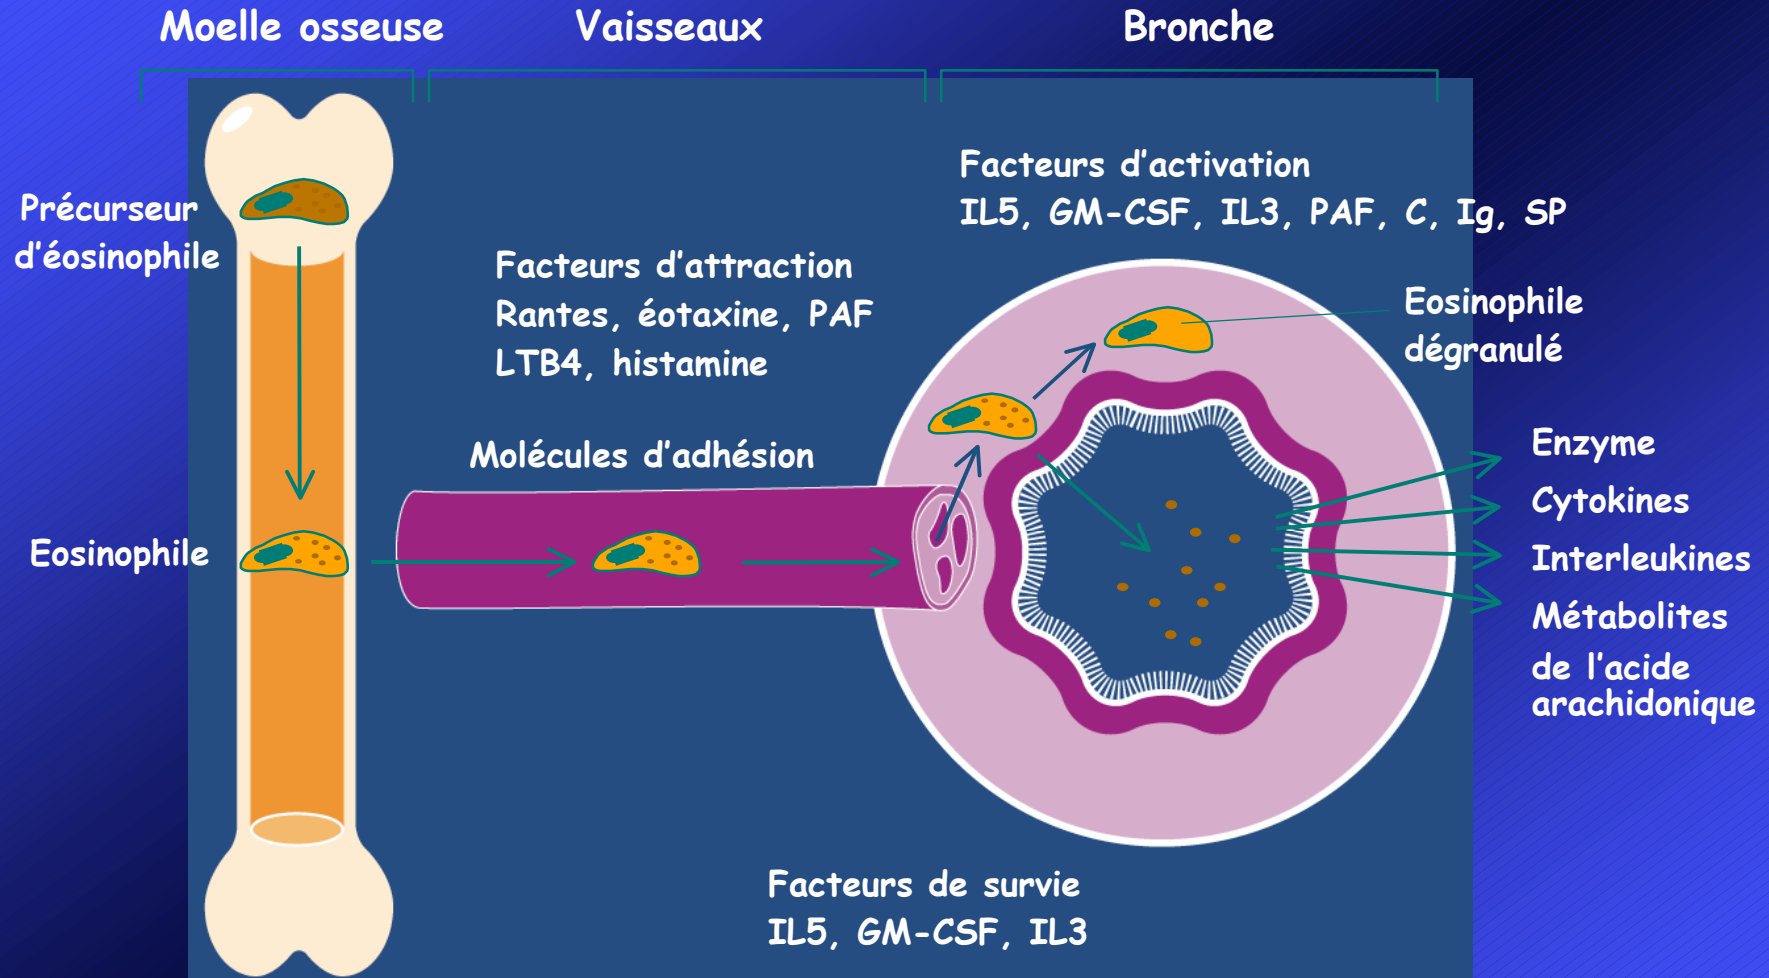 Moelle osseuse
Vaisseaux
Bronche
Précurseur
d'éosinophile
Facteurs d'attraction
Rantes, éotaxine, PAF
LTB4, histamine
Facteurs d'activation
IL5, GM-CSF, IL3, PAF, C, Ig, SP
Eosinophile
dégranulé
Molécules d'adhésion
Eosinophile
Enzyme
Cytokines
Interleukines
Métabolites
de l'acide
arachidonique
Facteurs de survie
IL5, GM-CSF, IL3